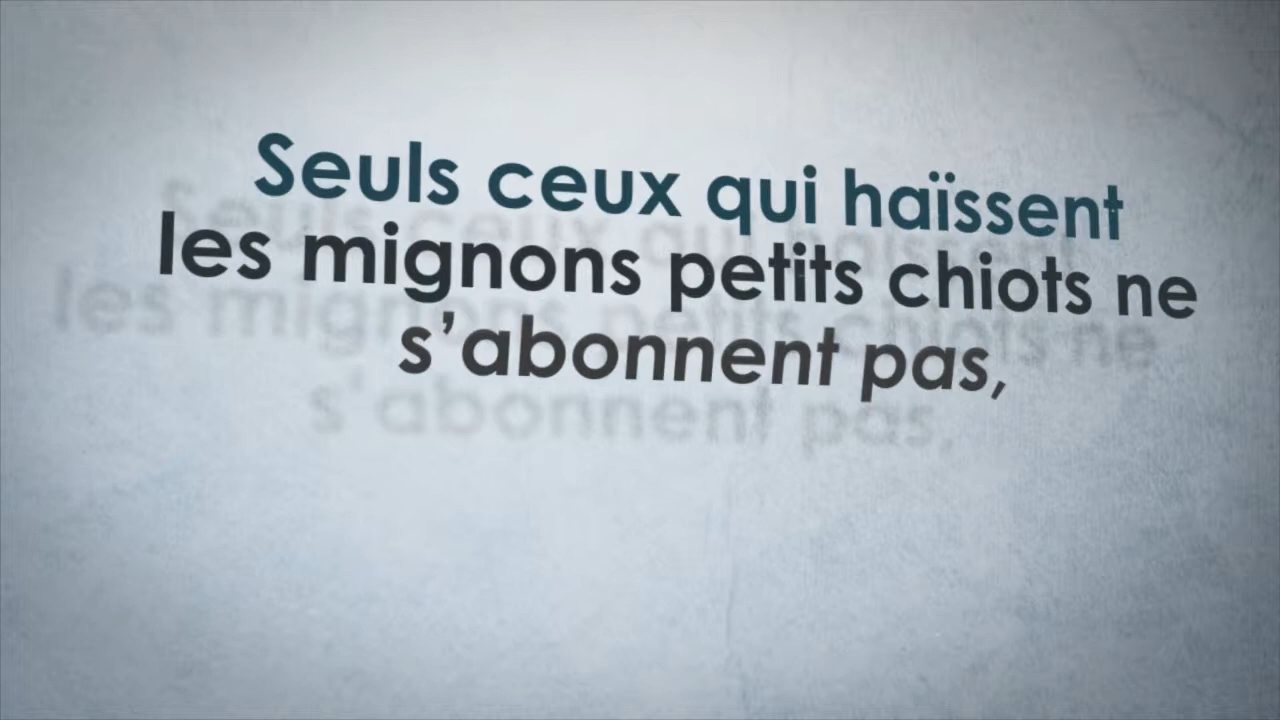 Seuls ceux qui haïssent
les mignons petits chiots ne
s’abonnent pas,